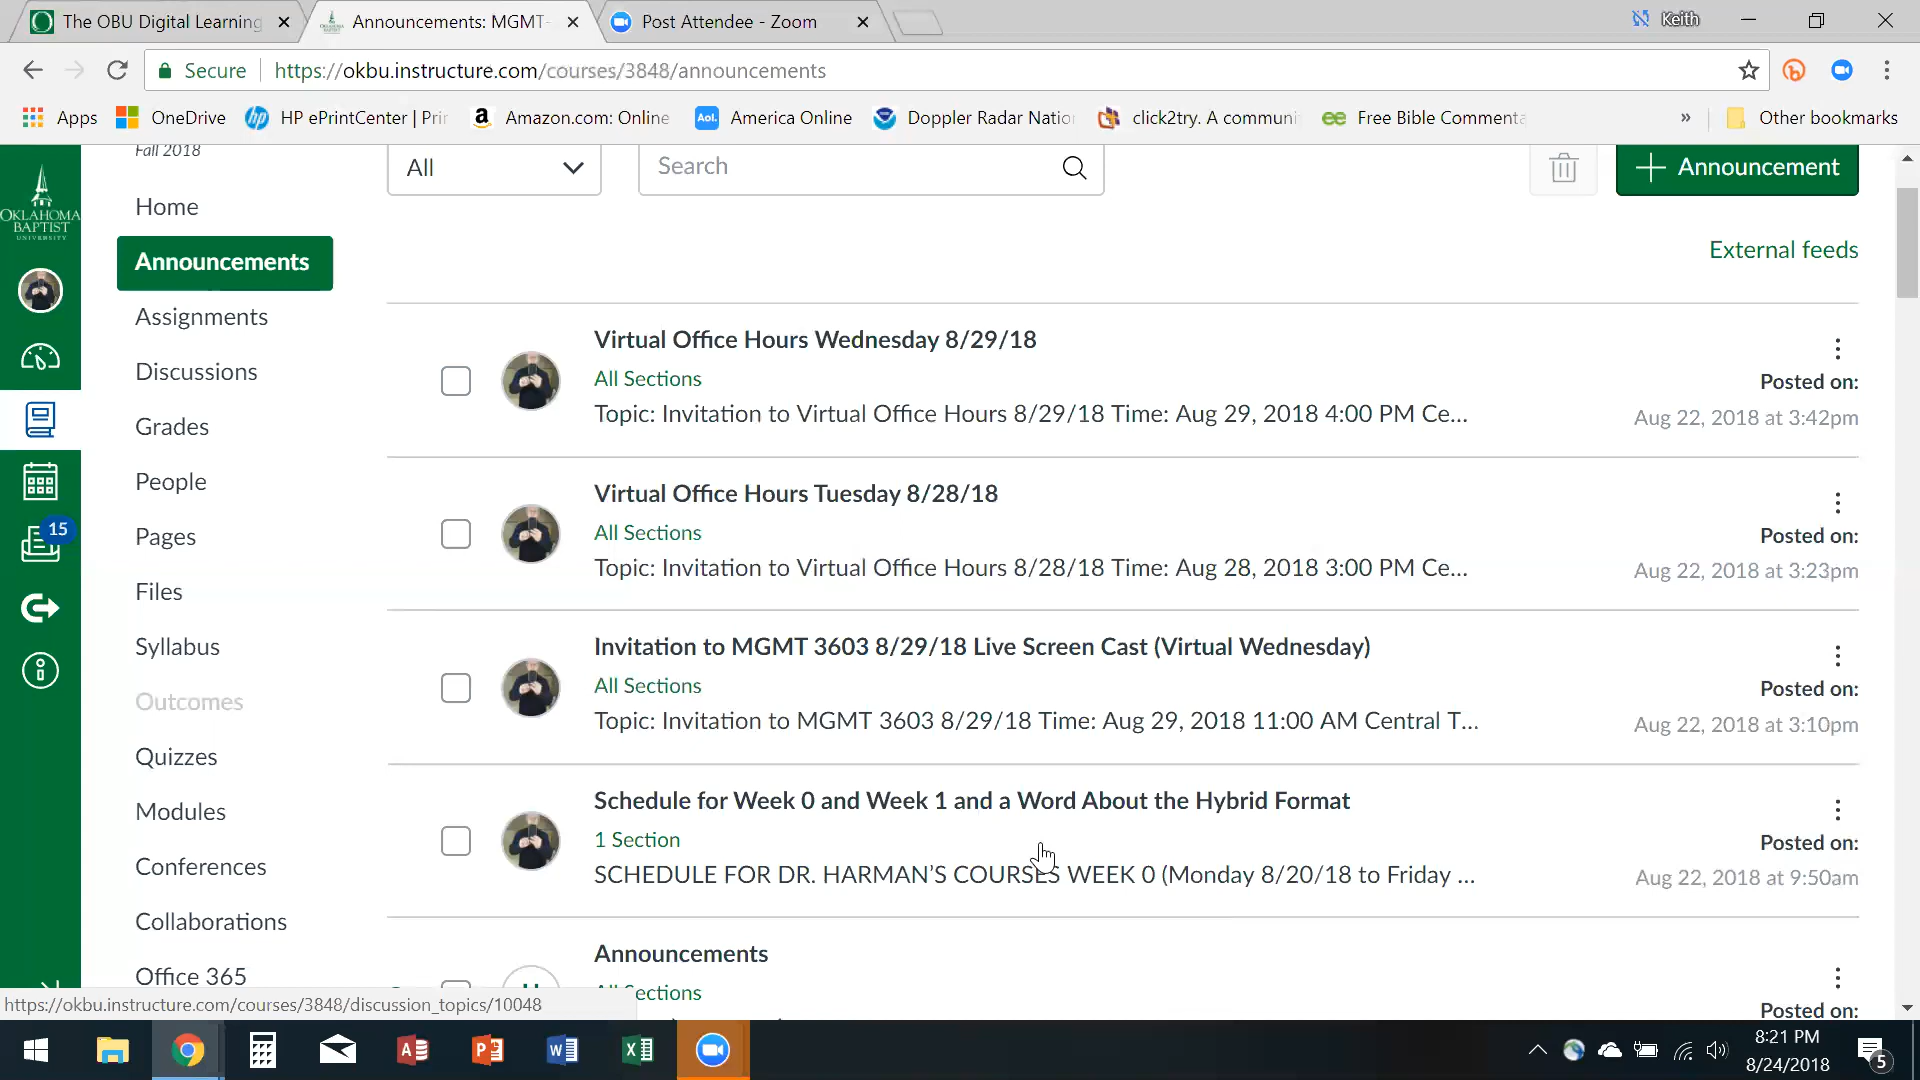 The OBU Digital Learning
Announcements: MGMT-
Post Attendee - Zoom
Keith
Secure
https://okbu.instructure.com/courses/3848/announcements
Apps
OneDrive
HP ePrintCenter | Pri
Amazon.com: Online
Aol.
America Online
Doppler Radar Natio
click2try. A communi
Free Bible Commenta
»
Other bookmarks
OKLAHOMA
BAPTIST
UNIVERSITY
15
Fall 2018
Home
Announcements
Assignments
Discussions
Grades
People
Pages
Files
Syllabus
Outcomes
Quizzes
Modules
Conferences
Collaborations
Office 365
All
Search
Announcement
External feeds
Virtual Office Hours Wednesday 8/29/18
All Sections
Topic: Invitation to Virtual Office Hours 8/29/18 Time: Aug 29, 2018 4:00 PM Ce...
Posted on:
Aug 22, 2018 at 3:42pm
Virtual Office Hours Tuesday 8/28/18
All Sections
Topic: Invitation to Virtual Office Hours 8/28/18 Time: Aug 28, 2018 3:00 PM Ce...
Posted on:
Aug 22, 2018 at 3:23pm
Invitation to MGMT 3603 8/29/18 Live Screen Cast (Virtual Wednesday)
All Sections
Topic: Invitation to MGMT 3603 8/29/18 Time: Aug 29, 2018 11:00 AM Central T...
Posted on:
Aug 22, 2018 at 3:10pm
Schedule for Week 0 and Week 1 and a Word About the Hybrid Format
1 Section
SCHEDULE FOR DR. HARMAN'S COURSES WEEK 0 (Monday 8/20/18 to Friday ...
Posted on:
Aug 22, 2018 at 9:50am
Announcements
Sections
Posted on:
https://okbu.instructure.com/courses/3848/discussion_topics/10048
8:21 PM
8/24/2018
5